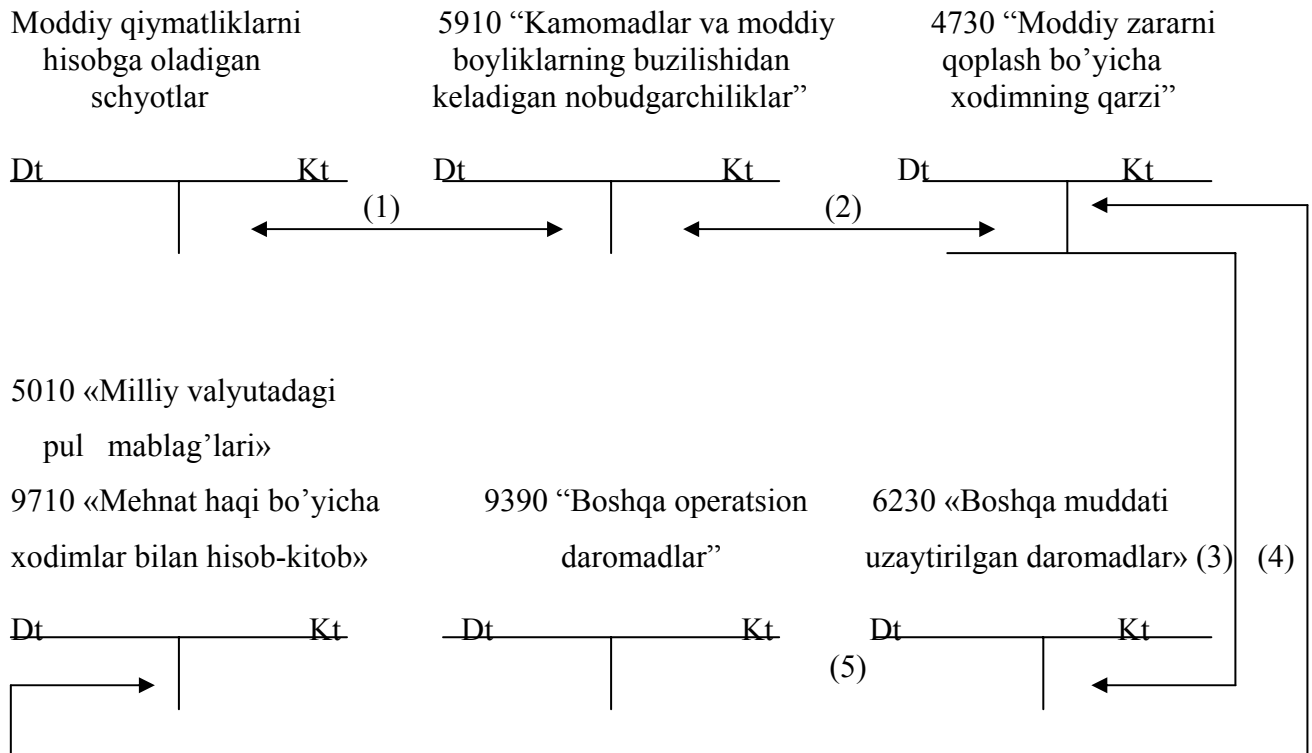 Moddiy qiymatliklarni 5910 “Kamomadlar va moddiy 4730 “Moddiy zararni
hisobga oladigan boyliklarning buzilishidan qoplash bo’yicha
schyotlar keladigan nobudgarchiliklar” xodimning qarzi”
Dt Kt Dt Kt Dt Kt
(1) (2)
5010 «Milliy valyutadagi
pul mablag’lari»
9710 «Mehnat haqi bo’yicha 9390 “Boshqa operatsion 6230 «Boshqa muddati
xodimlar bilan hisob-kitob» daromadlar” uzaytirilgan daromadlar» (3) (4)
Dt Kt Dt Kt Dt Kt
(5)